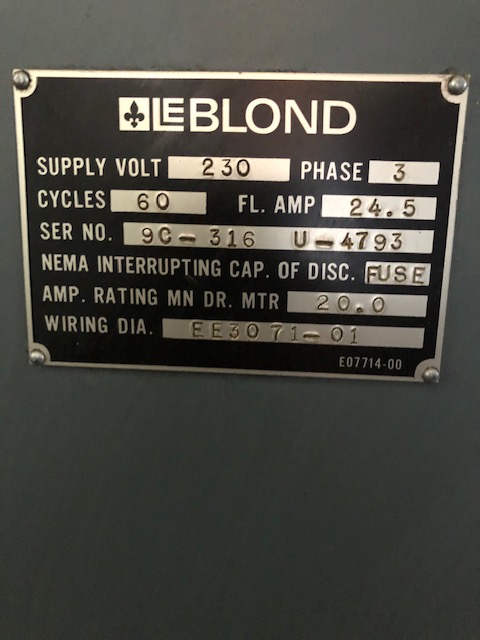 LEBLOND
SUPPLY VOLT 230 PHASE 3
CYCLES 60 FL. AMP 24.5
SER NO. 9C-316 U-4793
NEMA INTERRUPTING CAP. OF DISC. FUSE
AMP. RATING MN DR. MTR 20.0
WIRING DIA. EE3071-01
E07714-00